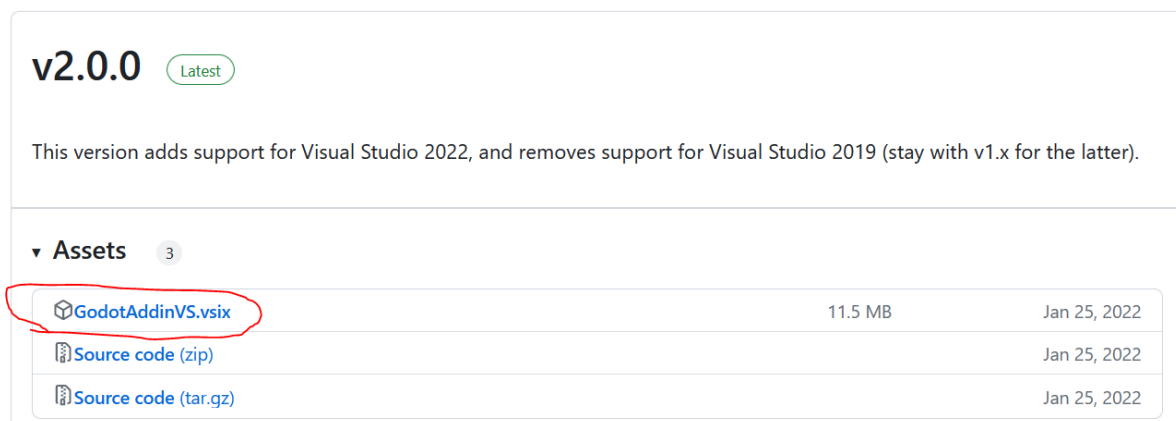 v2.0.0 Latest
This version adds support for Visual Studio 2022, and removes support for Visual Studio 2019 (stay with v1.x for the latter).
Assets 3
GodotAddinVS.vsix 11.5 MB Jan 25, 2022
Source code (zip) Jan 25, 2022
Source code (tar.gz) Jan 25, 2022